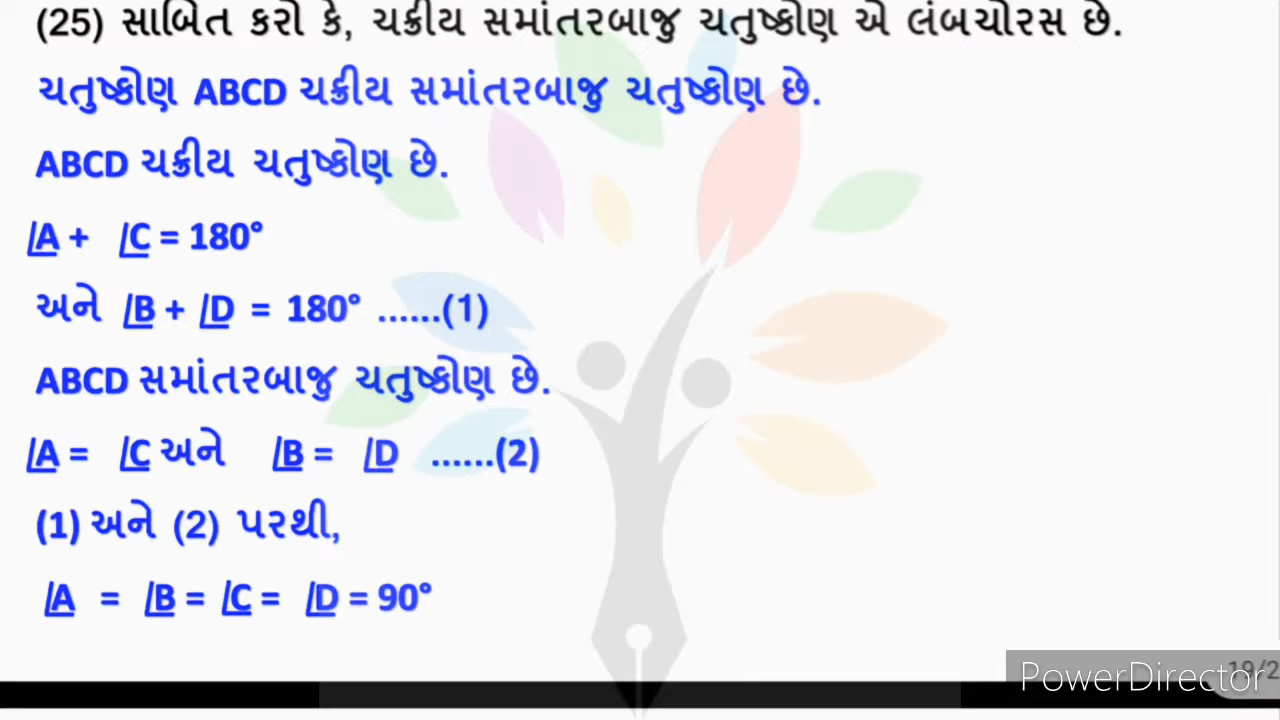 (25) સાબિત કરો કે, ચક્રીય સમાંતરબાજુ ચતુષ્કોણ એ લંબચોરસ છે.
ચતુષ્કોણ ABCD ચક્રીય સમાંતરબાજુ ચતુષ્કોણ છે.
ABCD ચક્રીય ચતુષ્કોણ છે.
∠A + ∠C = 180°
અને ∠B + ∠D = 180° ......(1)
ABCD સમાંતરબાજુ ચતુષ્કોણ છે.
∠A = ∠C અને ∠B = ∠D ......(2)
(1) અને (2) પરથી,
∠A = ∠B = ∠C = ∠D = 90°
PowerDirector